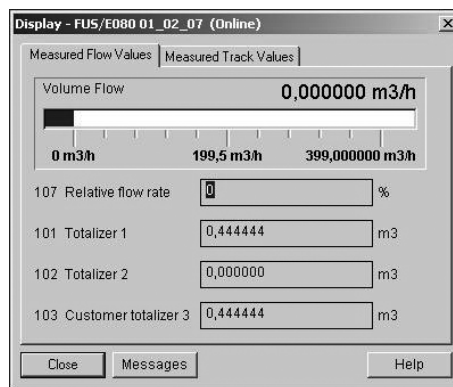 Display - FUS/E080 01_02_07 (Online)
Measured Flow Values Measured Track Values
Volume Flow 0,000000 m3/h
0 m3/h 199,5 m3/h 399,000000 m3/h
107 Relative flow rate 0 %
101 Totalizer 1 0,444444 m3
102 Totalizer 2 0,000000 m3
103 Customer totalizer 3 0,444444 m3
Close Messages Help